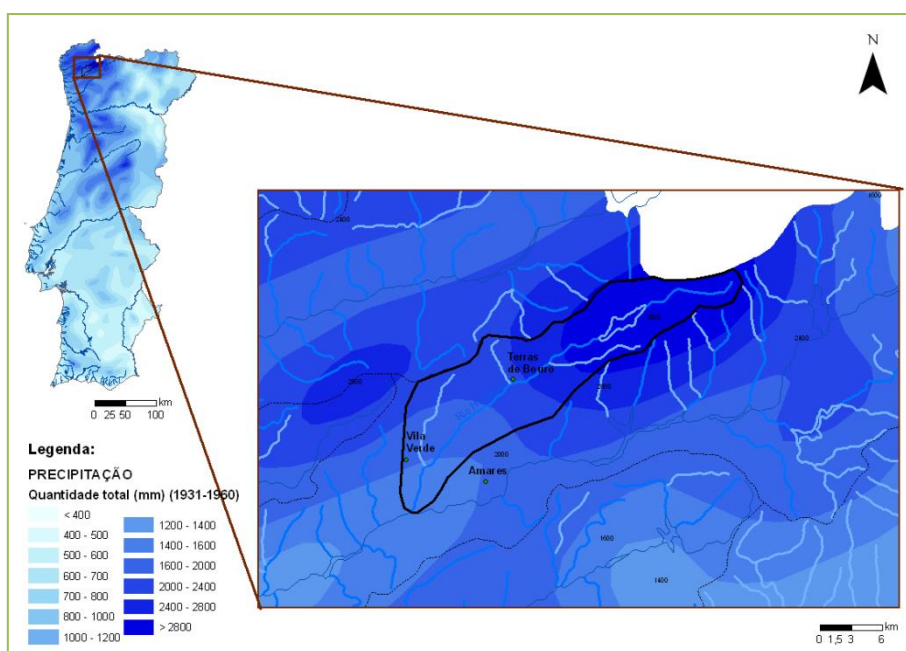 N
km
0 25 50 100
Legenda:
PRECIPITAÇÃO
Quantidade total (mm) (1931-1960)
< 400
400 - 500
500 - 600
600 - 700
700 - 800
800 - 1000
1000 - 1200
1200 - 1400
1400 - 1600
1600 - 2000
2000 - 2400
2400 - 2800
> 2800
Terras
de Bouro
Vila
Verde
2000
Amares
1600
1400
km
0 1,5 3 6